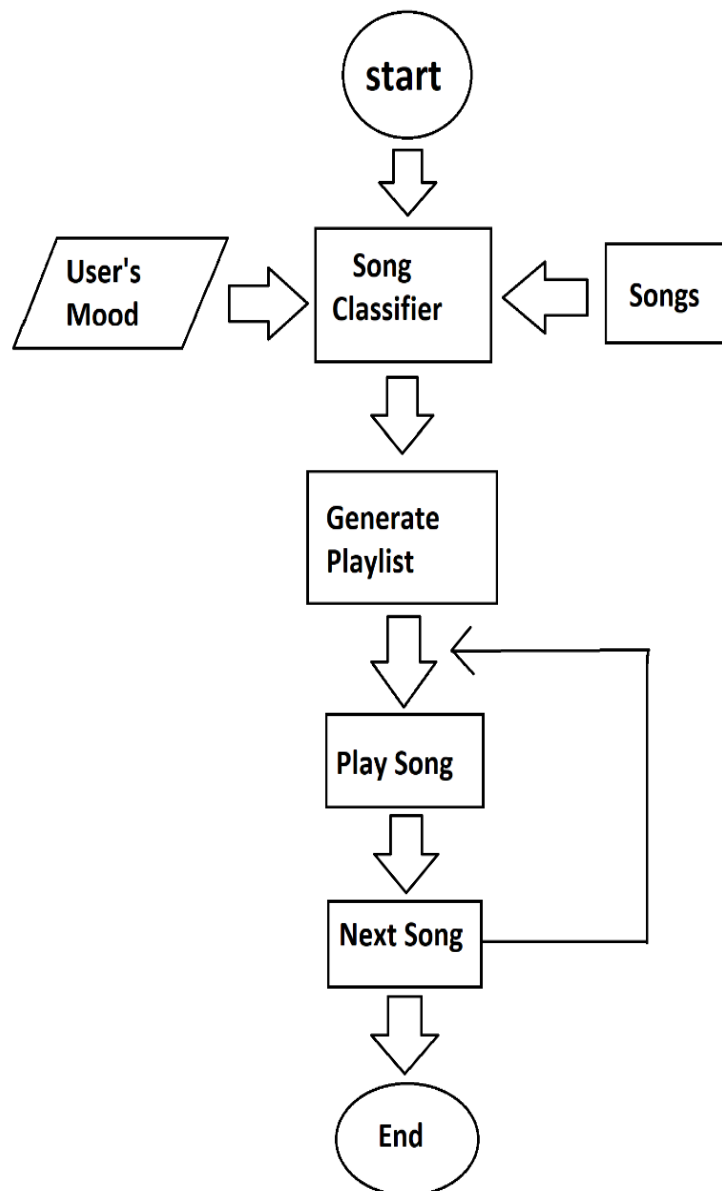 start
User's
Mood
Song
Classifier
Songs
Generate
Playlist
Play Song
Next Song
End